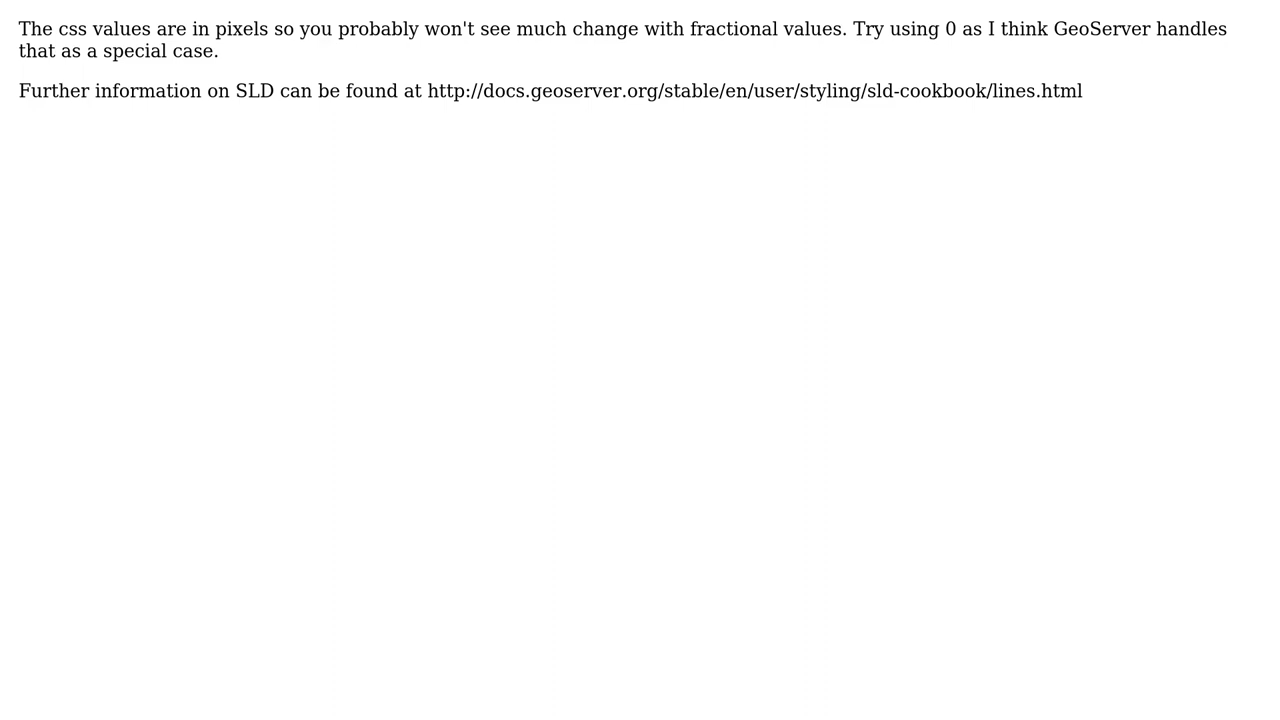 The css values are in pixels so you probably won't see much change with fractional values. Try using 0 as I think GeoServer handles
that as a special case.
Further information on SLD can be found at http://docs.geoserver.org/stable/en/user/styling/sld-cookbook/lines.html